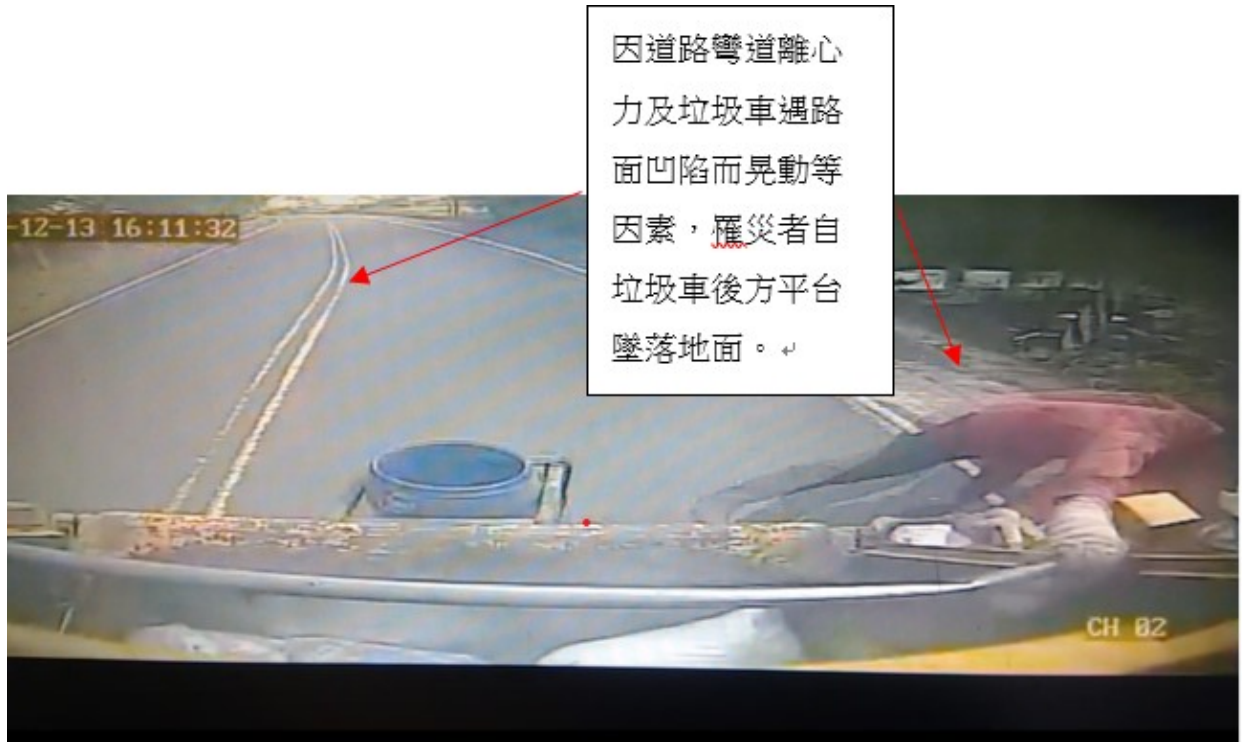 因道路彎道離心
力及垃圾車遇路
面凹陷而晃動等
因素，罹災者自
垃圾車後方平台
墜落地面。
-12-13 16:11:32
CH 02